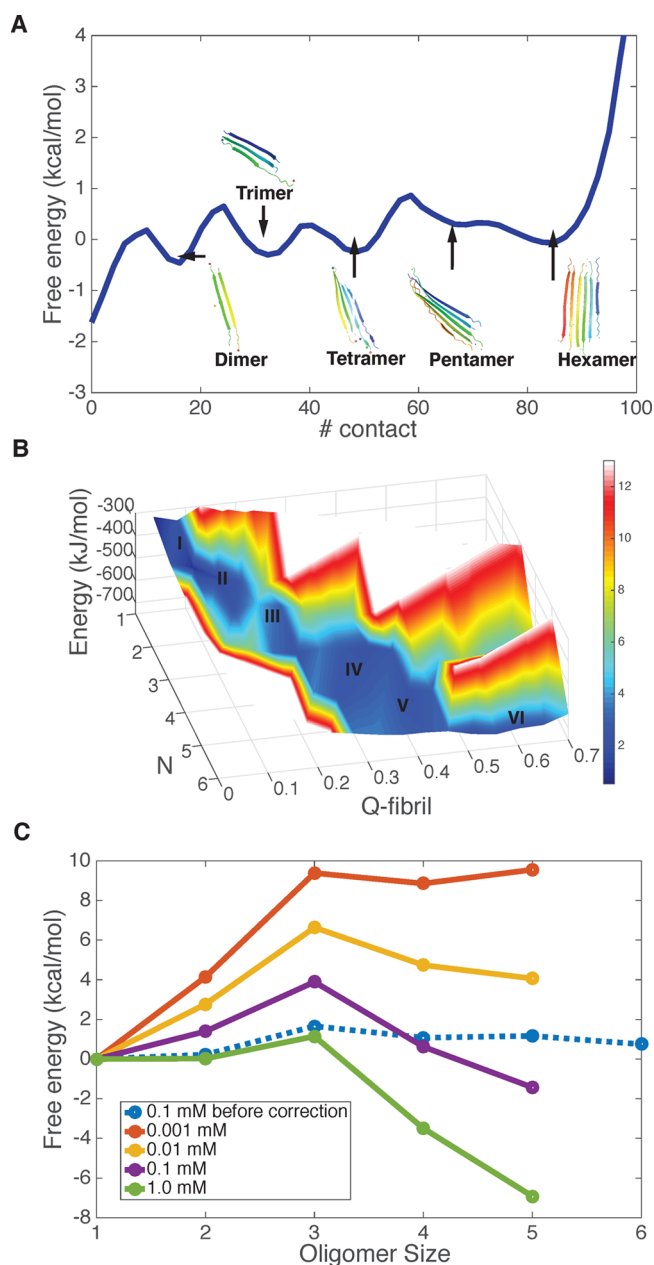 A
Free energy (kcal/mol)
4
3
2
1
0
-1
-2
-3
Trimer
Dimer
Tetramer
Pentamer
Hexamer
0 20 40 60 80 100
# contact
B
Energy (kJ/mol)
-300
-400
-500
-600
-700
I
II
III
IV
V
VI
12
10
8
6
4
2
1
2
3
4
5
6
N
0 0.1 0.2 0.3 0.4 0.5 0.6 0.7
Q-fibril
C
Free energy (kcal/mol)
10
8
6
4
2
0
-2
-4
-6
-8
0.1 mM before correction
0.001 mM
0.01 mM
0.1 mM
1.0 mM
1 2 3 4 5 6
Oligomer Size